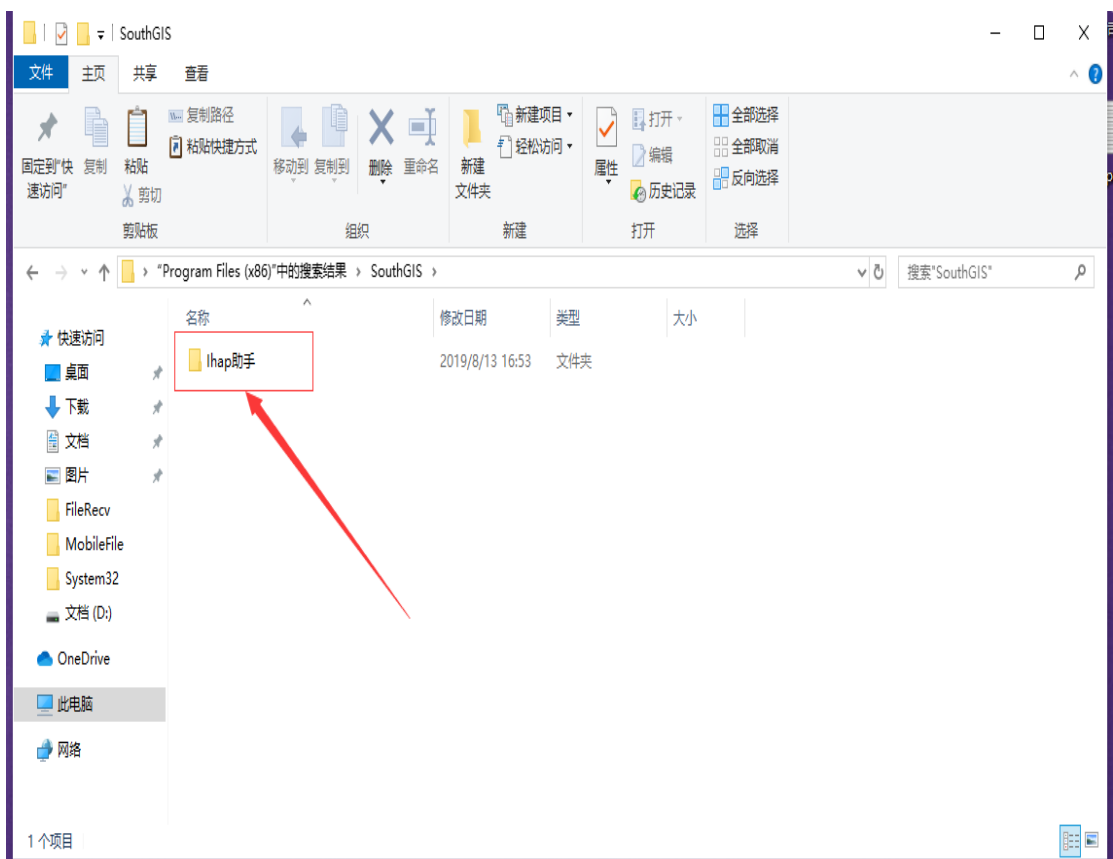 SouthGIS
文件 主页 共享 查看
固定到"快速访问" 复制 粘贴 复制路径 粘贴快捷方式 剪切
移动到 复制到 删除 重命名
新建文件夹 新建项目 轻松访问
属性 打开 编辑 历史记录
全部选择 全部取消 反向选择
剪贴板 组织 新建 打开 选择
"Program Files (x86)"中的搜索结果 › SouthGIS ›
搜索"SouthGIS"
名称 修改日期 类型 大小
lhap助手 2019/8/13 16:53 文件夹
快速访问
桌面
下载
文档
图片
FileRecv
MobileFile
System32
文档 (D:)
OneDrive
此电脑
网络
1 个项目